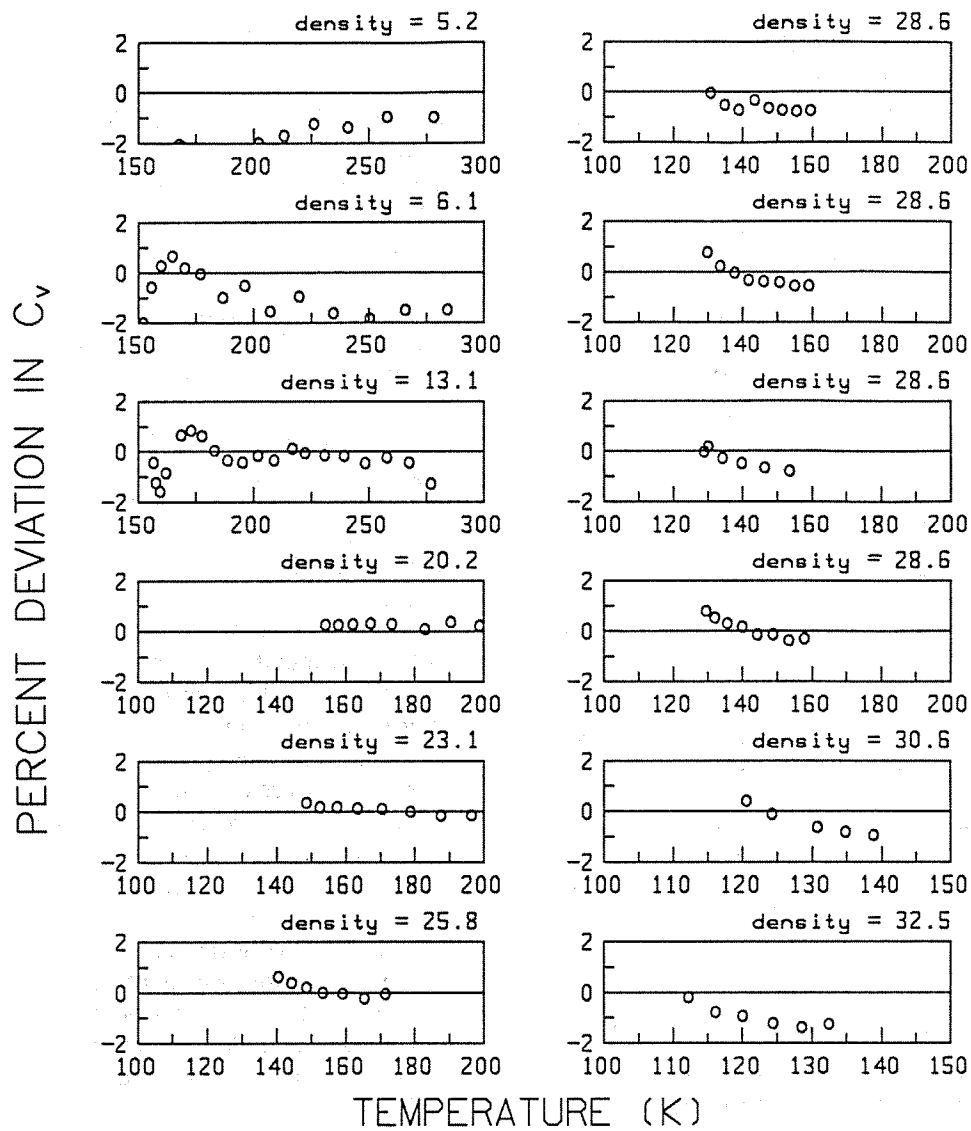 PERCENT DEVIATION IN Cv
density = 5.2
2
0
-2
150 200 250 300
density = 6.1
2
0
-2
150 200 250 300
density = 13.1
2
0
-2
150 200 250 300
density = 20.2
2
0
-2
100 120 140 160 180 200
density = 23.1
2
0
-2
100 120 140 160 180 200
density = 25.8
2
0
-2
100 120 140 160 180 200
density = 28.6
2
0
-2
100 120 140 160 180 200
density = 28.6
2
0
-2
100 120 140 160 180 200
density = 28.6
2
0
-2
100 120 140 160 180 200
density = 28.6
2
0
-2
100 120 140 160 180 200
density = 30.6
2
0
-2
100 110 120 130 140 150
density = 32.5
2
0
-2
100 110 120 130 140 150
TEMPERATURE (K)